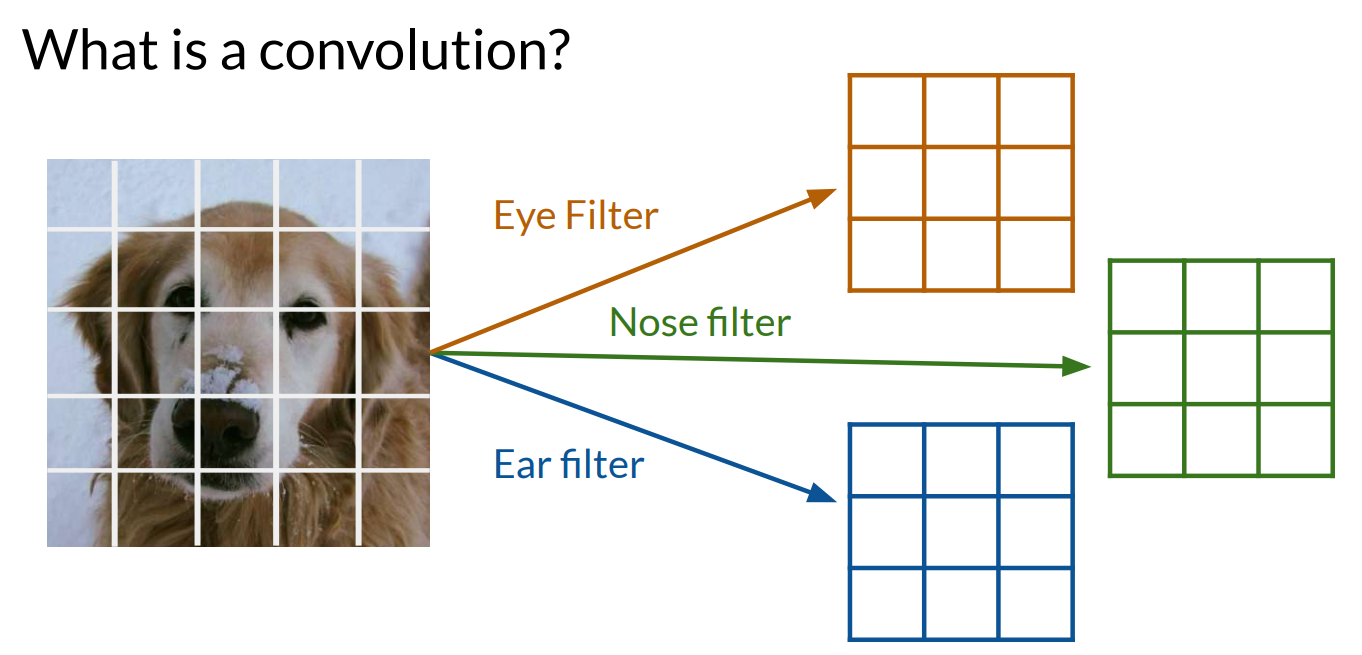 What is a convolution?
Eye Filter
Nose filter
Ear filter